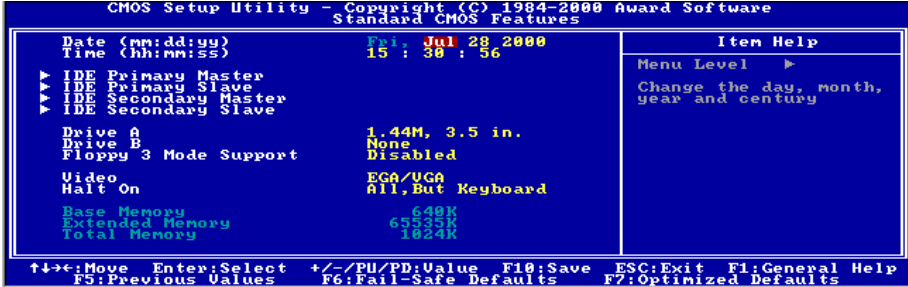 CMOS Setup Utility - Copyright (C) 1984-2000 Award Software
Standard CMOS Features
Date (mm:dd:yy) Fri, Jul 28 2000
Time (hh:mm:ss) 15 : 30 : 56
► IDE Primary Master
► IDE Primary Slave
► IDE Secondary Master
► IDE Secondary Slave
Drive A 1.44M, 3.5 in.
Drive B None
Floppy 3 Mode Support Disabled
Video EGA/VGA
Halt On All,But Keyboard
Base Memory 640K
Extended Memory 65535K
Total Memory 1024K
Item Help
Menu Level ►
Change the day, month,
year and century
↑↓→←:Move Enter:Select +/-/PU/PD:Value F10:Save ESC:Exit F1:General Help
F5:Previous Values F6:Fail-Safe Defaults F7:Optimized Defaults